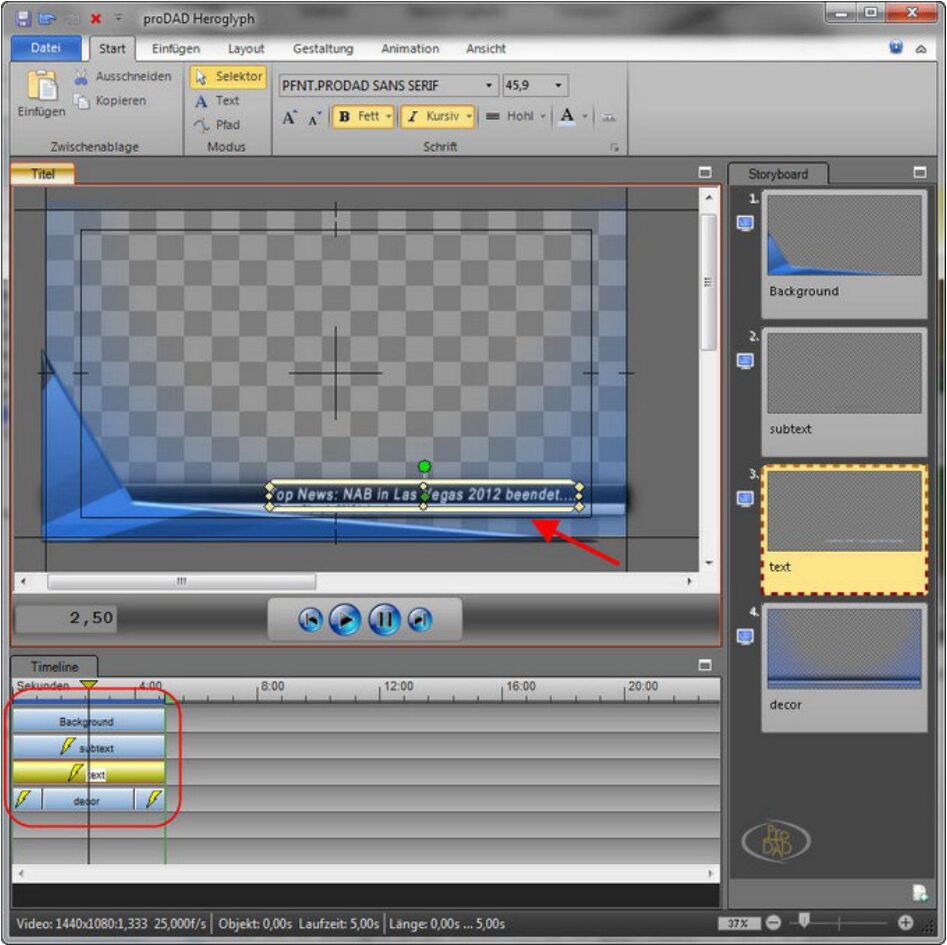 proDAD Heroglyph
Datei Start Einfügen Layout Gestaltung Animation Ansicht
Einfügen
Ausschneiden
Kopieren
Zwischenablage
Selektor
A Text
Pfad
Modus
PFNT.PRODAD SANS SERIF 45,9
A A B Fett I Kursiv Hohl A
Schrift
Titel
op News: NAB in Las Vegas 2012 beendet...
2,50
Storyboard
1.
Background
2.
subtext
3.
text
4.
decor
Timeline
Sekunden 4:00 8:00 12:00 16:00 20:00
Background
subtext
text
decor
Pro
DAD
Video: 1440x1080:1,333 25,000f/s Objekt: 0,00s Laufzeit: 5,00s Länge: 0,00s ... 5,00s 37%